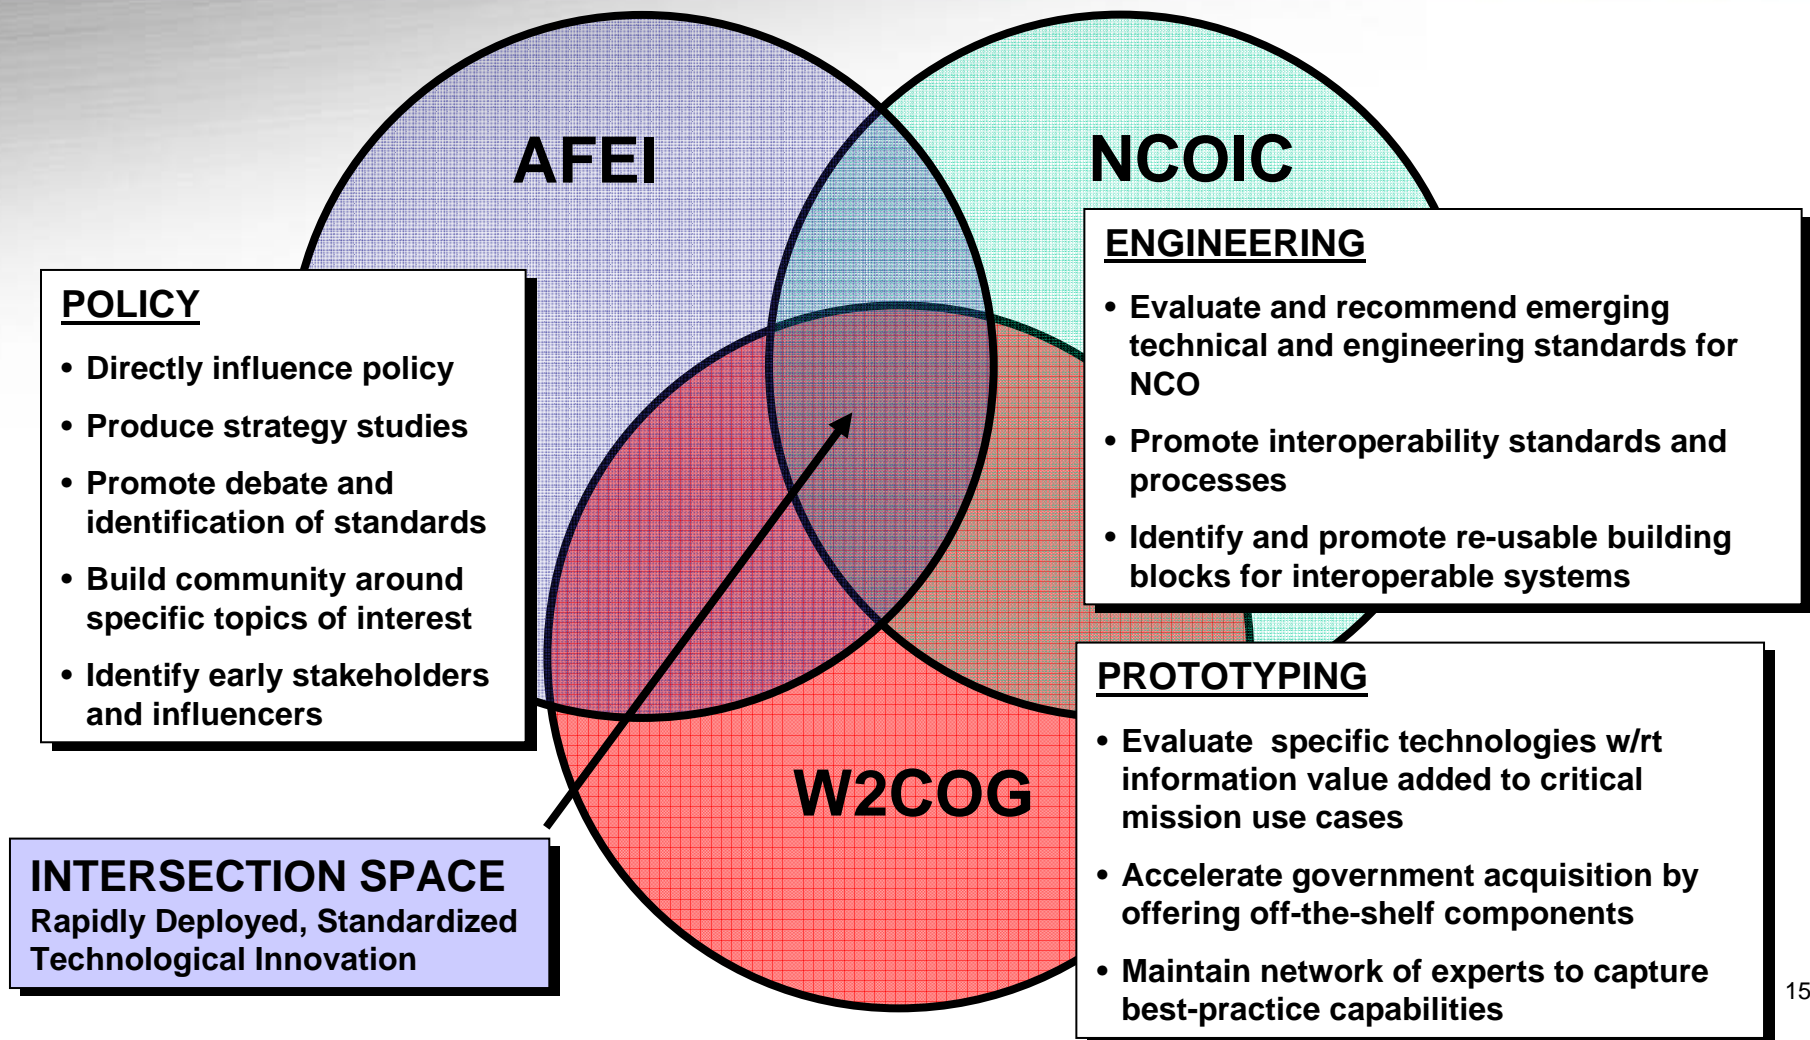 AFEI
NCOIC
POLICY
• Directly influence policy
• Produce strategy studies
• Promote debate and
identification of standards
• Build community around
specific topics of interest
• Identify early stakeholders
and influencers
ENGINEERING
• Evaluate and recommend emerging
technical and engineering standards for
NCO
• Promote interoperability standards and
processes
• Identify and promote re-usable building
blocks for interoperable systems
W2COG
PROTOTYPING
• Evaluate  specific technologies w/rt
information value added to critical
mission use cases
• Accelerate government acquisition by
offering off-the-shelf components
• Maintain network of experts to capture
best-practice capabilities
INTERSECTION SPACE
Rapidly Deployed, Standardized
Technological Innovation
15